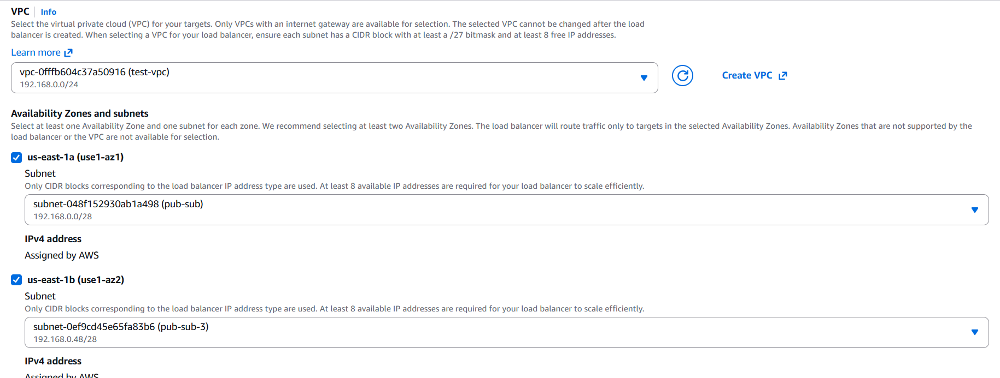 VPC Info
Select the virtual private cloud (VPC) for your targets. Only VPCs with an internet gateway are available for selection. The selected VPC cannot be changed after the load
balancer is created. When selecting a VPC for your load balancer, ensure each subnet has a CIDR block with at least a /27 bitmask and at least 8 free IP addresses.
Learn more
vpc-0fffb604c37a50916 (test-vpc)
192.168.0.0/24
Create VPC
Availability Zones and subnets
Select at least one Availability Zone and one subnet for each zone. We recommend selecting at least two Availability Zones. The load balancer will route traffic only to targets in the selected Availability Zones. Availability Zones that are not supported by the
load balancer or the VPC are not available for selection.
us-east-1a (use1-az1)
Subnet
Only CIDR blocks corresponding to the load balancer IP address type are used. At least 8 available IP addresses are required for your load balancer to scale efficiently.
subnet-048f152930ab1a498 (pub-sub)
192.168.0.0/28
IPv4 address
Assigned by AWS
us-east-1b (use1-az2)
Subnet
Only CIDR blocks corresponding to the load balancer IP address type are used. At least 8 available IP addresses are required for your load balancer to scale efficiently.
subnet-0ef9cd45e65fa83b6 (pub-sub-3)
192.168.0.48/28
IPv4 address
Assigned by AWS